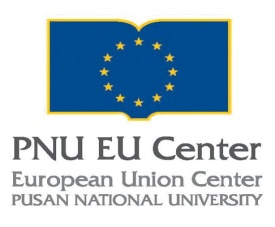 PNU EU Center
European Union Center
PUSAN NATIONAL UNIVERSITY